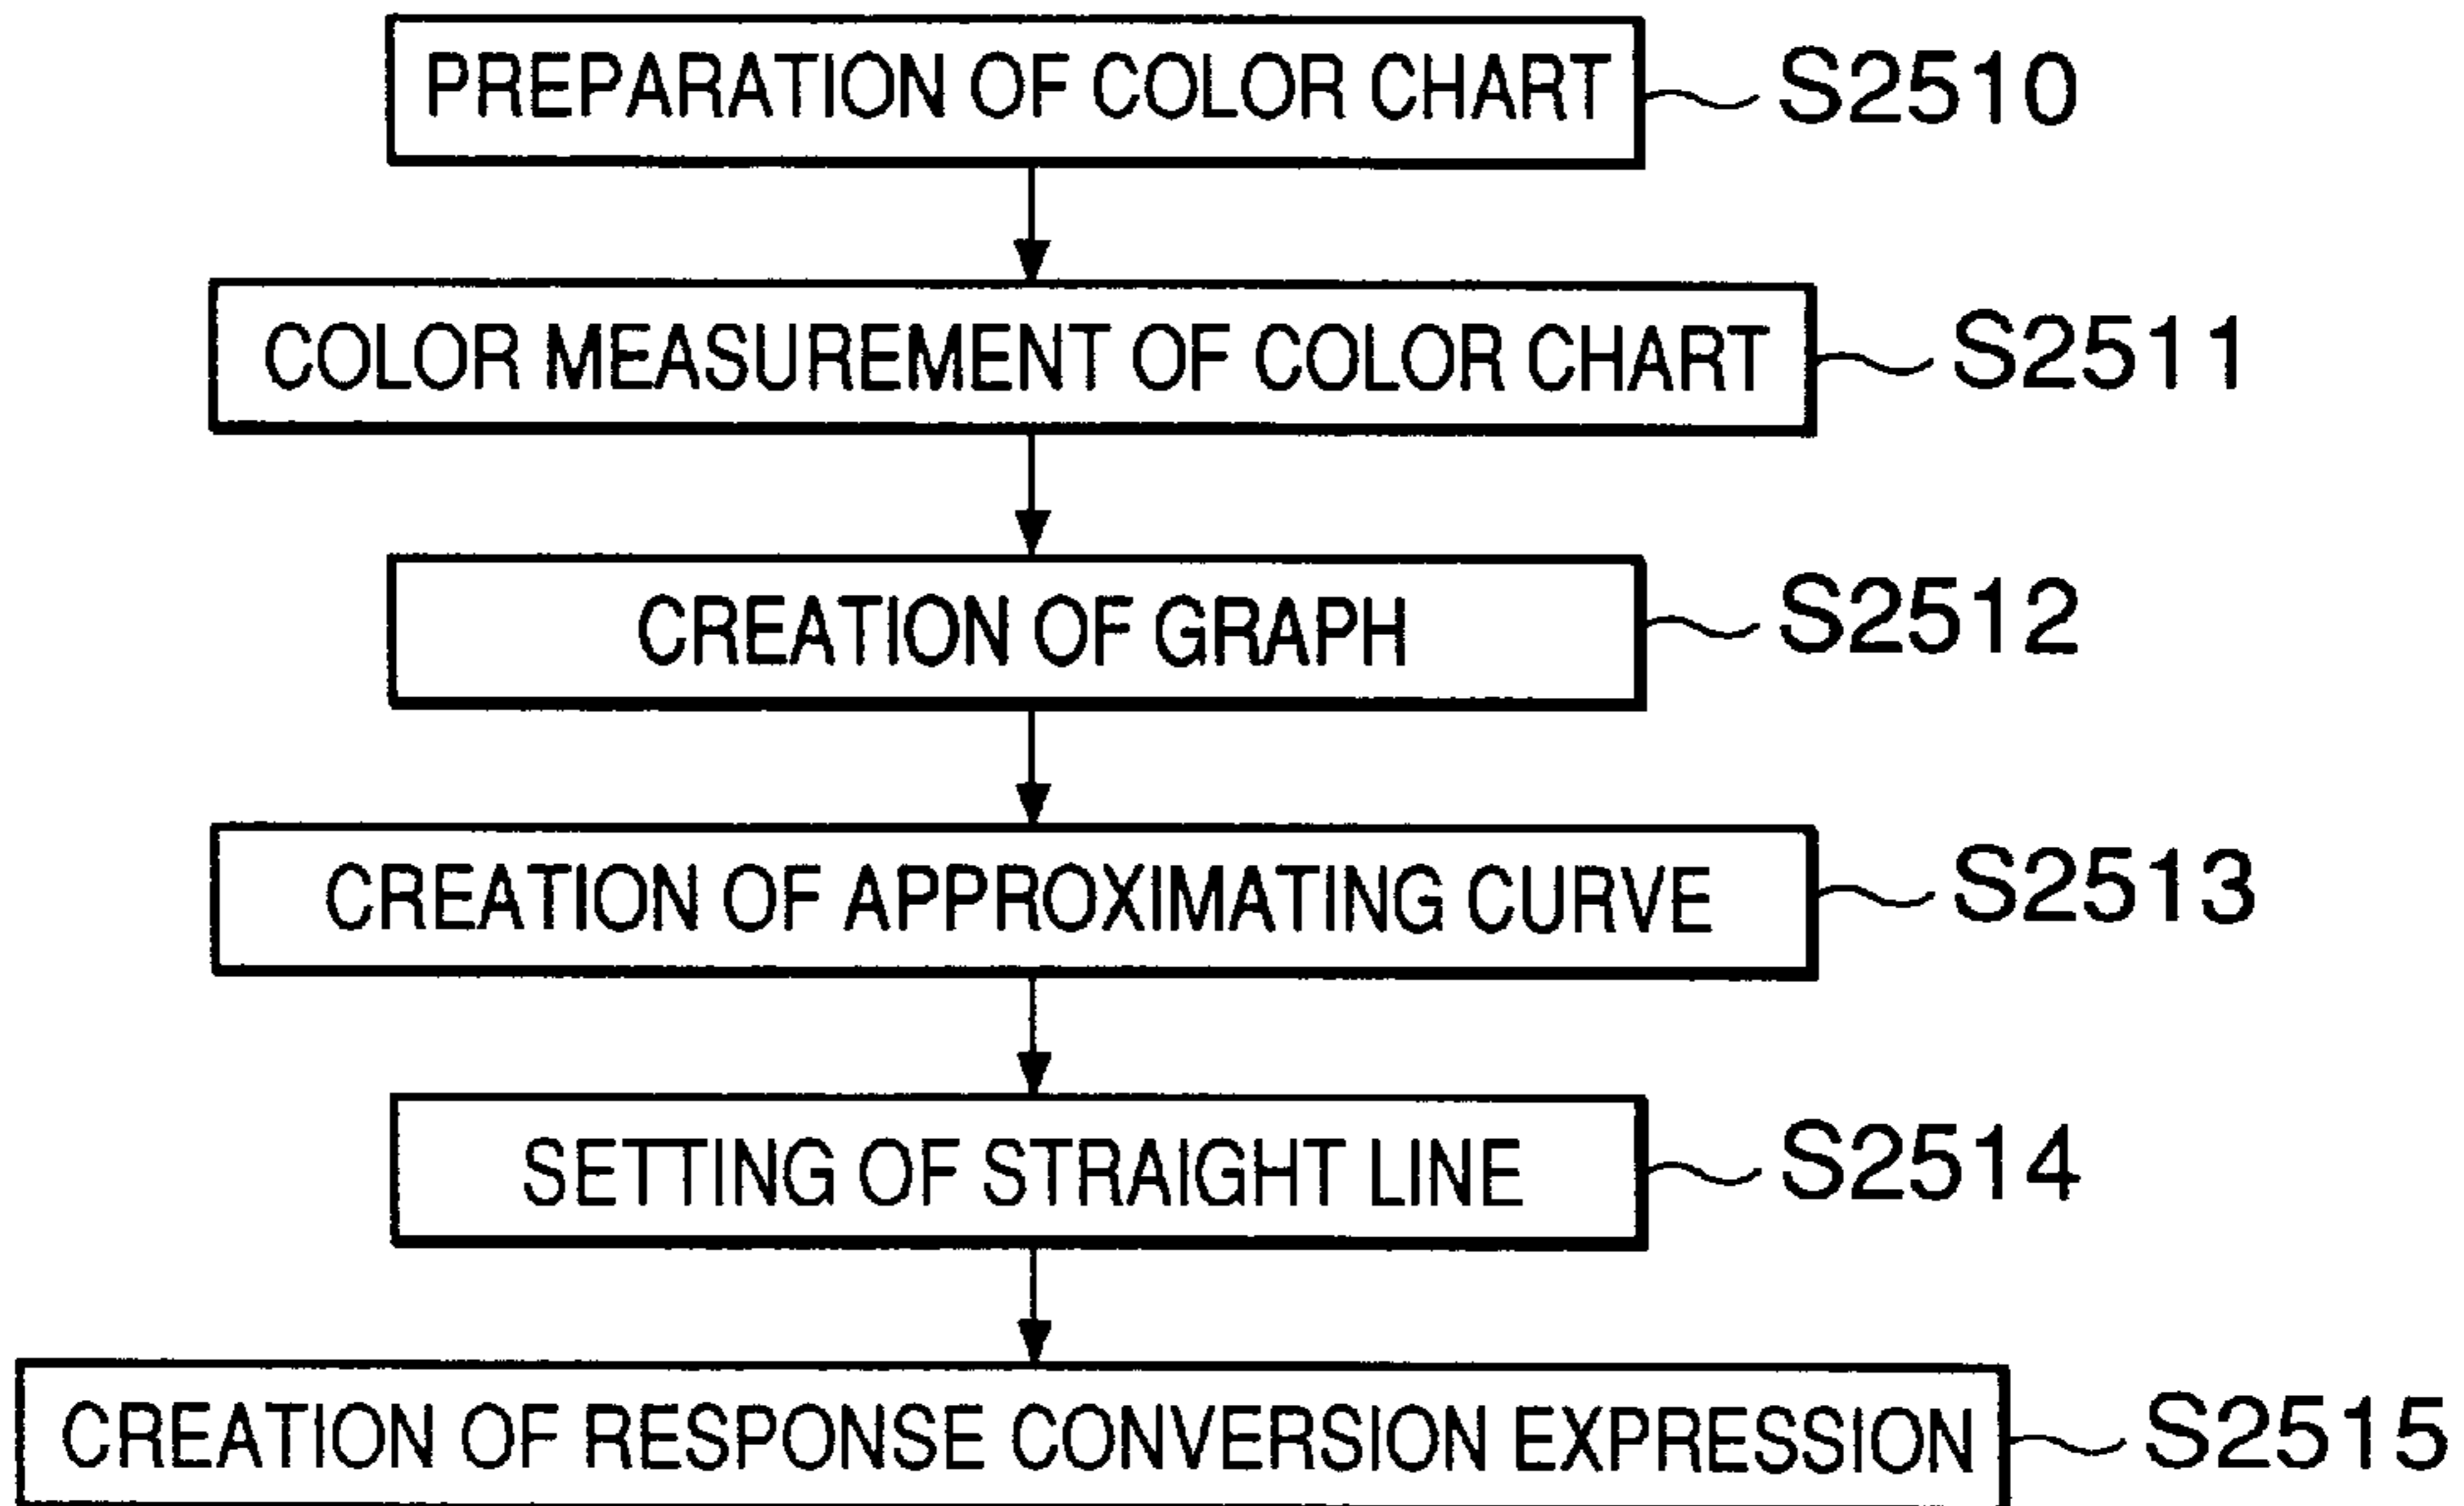 PREPARATION OF COLOR CHART S2510
COLOR MEASUREMENT OF COLOR CHART S2511
CREATION OF GRAPH S2512
CREATION OF APPROXIMATING CURVE S2513
SETTING OF STRAIGHT LINE S2514
CREATION OF RESPONSE CONVERSION EXPRESSION S2515